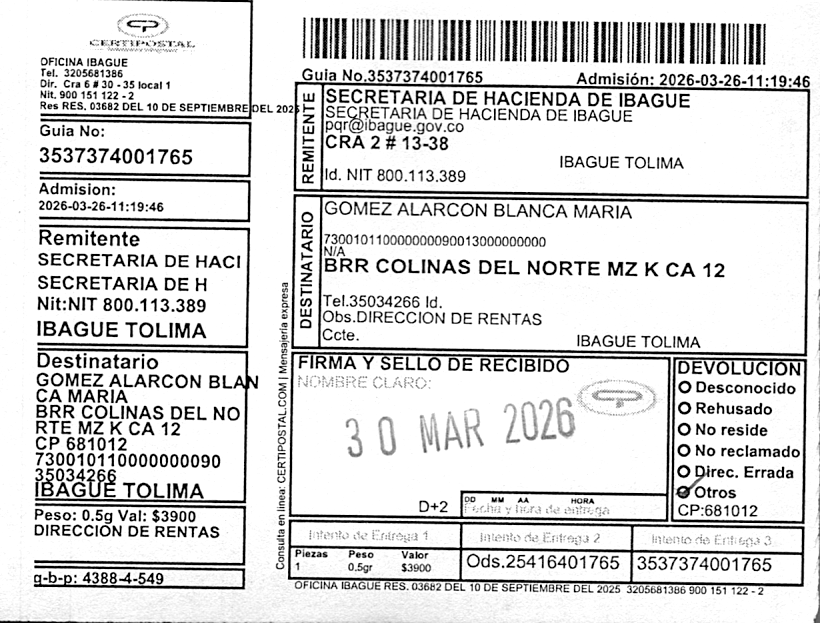 CERTIPOSTAL
OFICINA IBAGUE
Tel. 3205681386
Dir. Cra 6 # 30 - 35 local 1
Nit. 900 151 122 - 2
Res RES. 03682 DEL 10 DE SEPTIEMBRE DEL 2025
Guia No:
3537374001765
Admision:
2026-03-26-11:19:46
Remitente
SECRETARIA DE HACI
SECRETARIA DE H
Nit:NIT 800.113.389
IBAGUE TOLIMA
Destinatario
GOMEZ ALARCON BLAN
CA MARIA
BRR COLINAS DEL NO
RTE MZ K CA 12
CP 681012
730010110000000090
35034266
IBAGUE TOLIMA
Peso: 0.5g Val: $3900
DIRECCION DE RENTAS
g-b-p: 4388-4-549
Consulta en línea: CERTIPOSTAL.COM | Mensajería expresa
Guia No.3537374001765
Admisión: 2026-03-26-11:19:46
REMITENTE
SECRETARIA DE HACIENDA DE IBAGUE
SECRETARIA DE HACIENDA DE IBAGUE
pqr@ibague.gov.co
CRA 2 # 13-38
IBAGUE TOLIMA
Id. NIT 800.113.389
DESTINATARIO
GOMEZ ALARCON BLANCA MARIA
730010110000000090013000000000
N/A
BRR COLINAS DEL NORTE MZ K CA 12
Tel.35034266 Id.
Obs.DIRECCION DE RENTAS
Ccte.
IBAGUE TOLIMA
FIRMA Y SELLO DE RECIBIDO
NOMBRE CLARO:
30 MAR 2026
D+2
DD MM AA HORA
Fecha y hora de entrega
DEVOLUCION
Desconocido
Rehusado
No reside
No reclamado
Direc. Errada
Otros
CP:681012
Intento de Entrega 1
Intento de Entrega 2
Intento de Entrega 3
Piezas Peso Valor
1 0.5gr $3900
Ods.25416401765
3537374001765
OFICINA IBAGUE RES. 03682 DEL 10 DE SEPTIEMBRE DEL 2025 3205681386 900 151 122 - 2